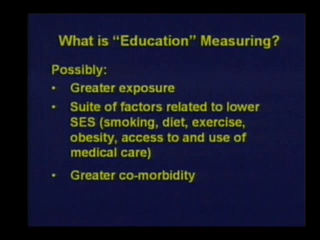 What is “Education” Measuring?
Possibly:
• Greater exposure
• Suite of factors related to lower
SES (smoking, diet, exercise,
obesity, access to and use of
medical care)
• Greater co-morbidity